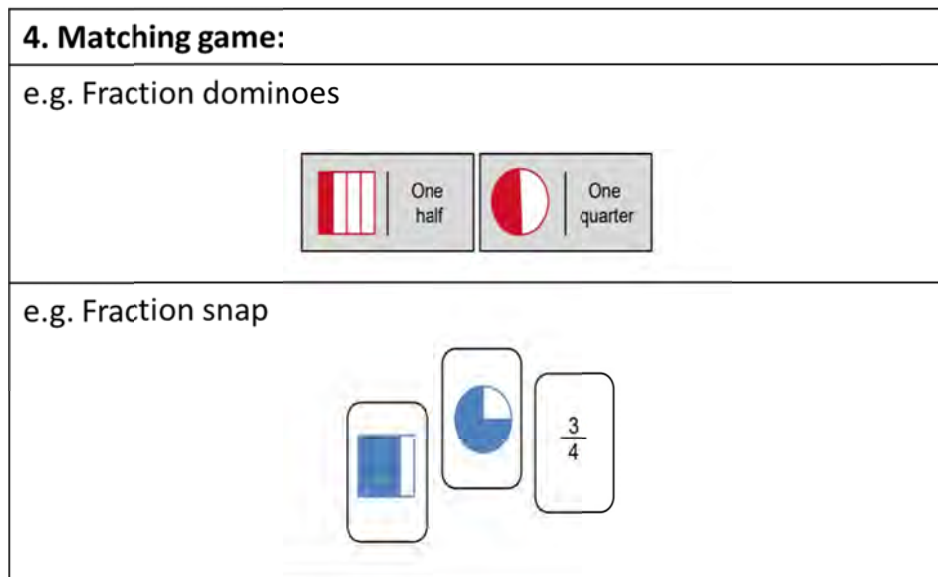 4. Matching game:
e.g. Fraction dominoes
One
half
One
quarter
e.g. Fraction snap
3
4